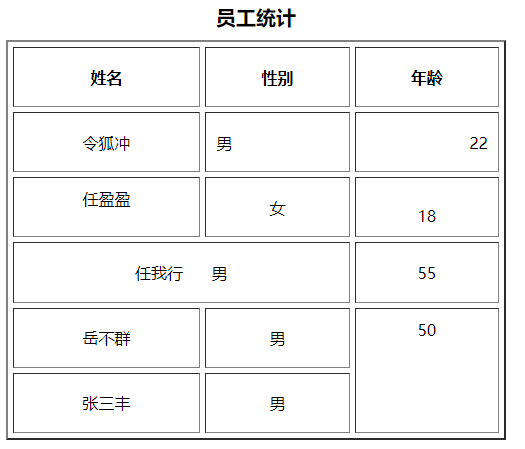 员工统计
姓名 性别 年龄
令狐冲 男 22
任盈盈 女 18
任我行 男 55
岳不群 男 50
张三丰 男